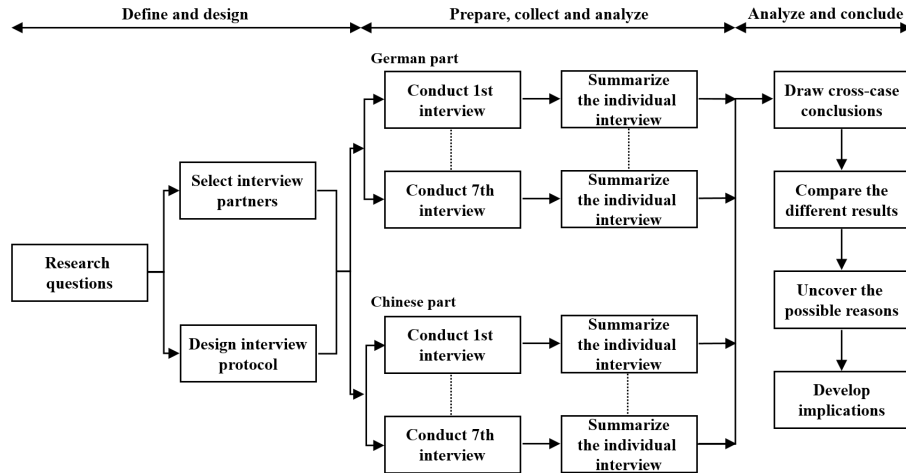 Define and design
Prepare, collect and analyze
Analyze and conclude
German part
Conduct 1st
interview
Summarize
the individual
interview
Draw cross-case
conclusions
Select interview
partners
Conduct 7th
interview
Summarize
the individual
interview
Compare the
different results
Research
questions
Chinese part
Uncover the
possible reasons
Design interview
protocol
Conduct 1st
interview
Summarize
the individual
interview
Develop
implications
Conduct 7th
interview
Summarize
the individual
interview